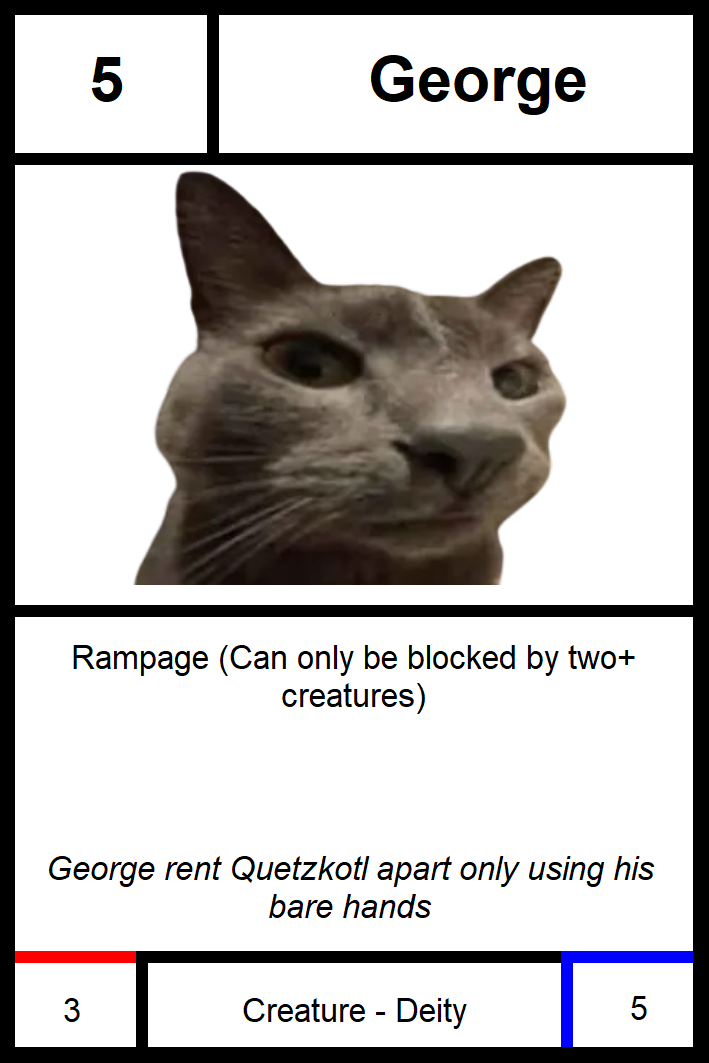 5
George
Rampage (Can only be blocked by two+
creatures)
George rent Quetzkotl apart only using his
bare hands
3
Creature - Deity
5